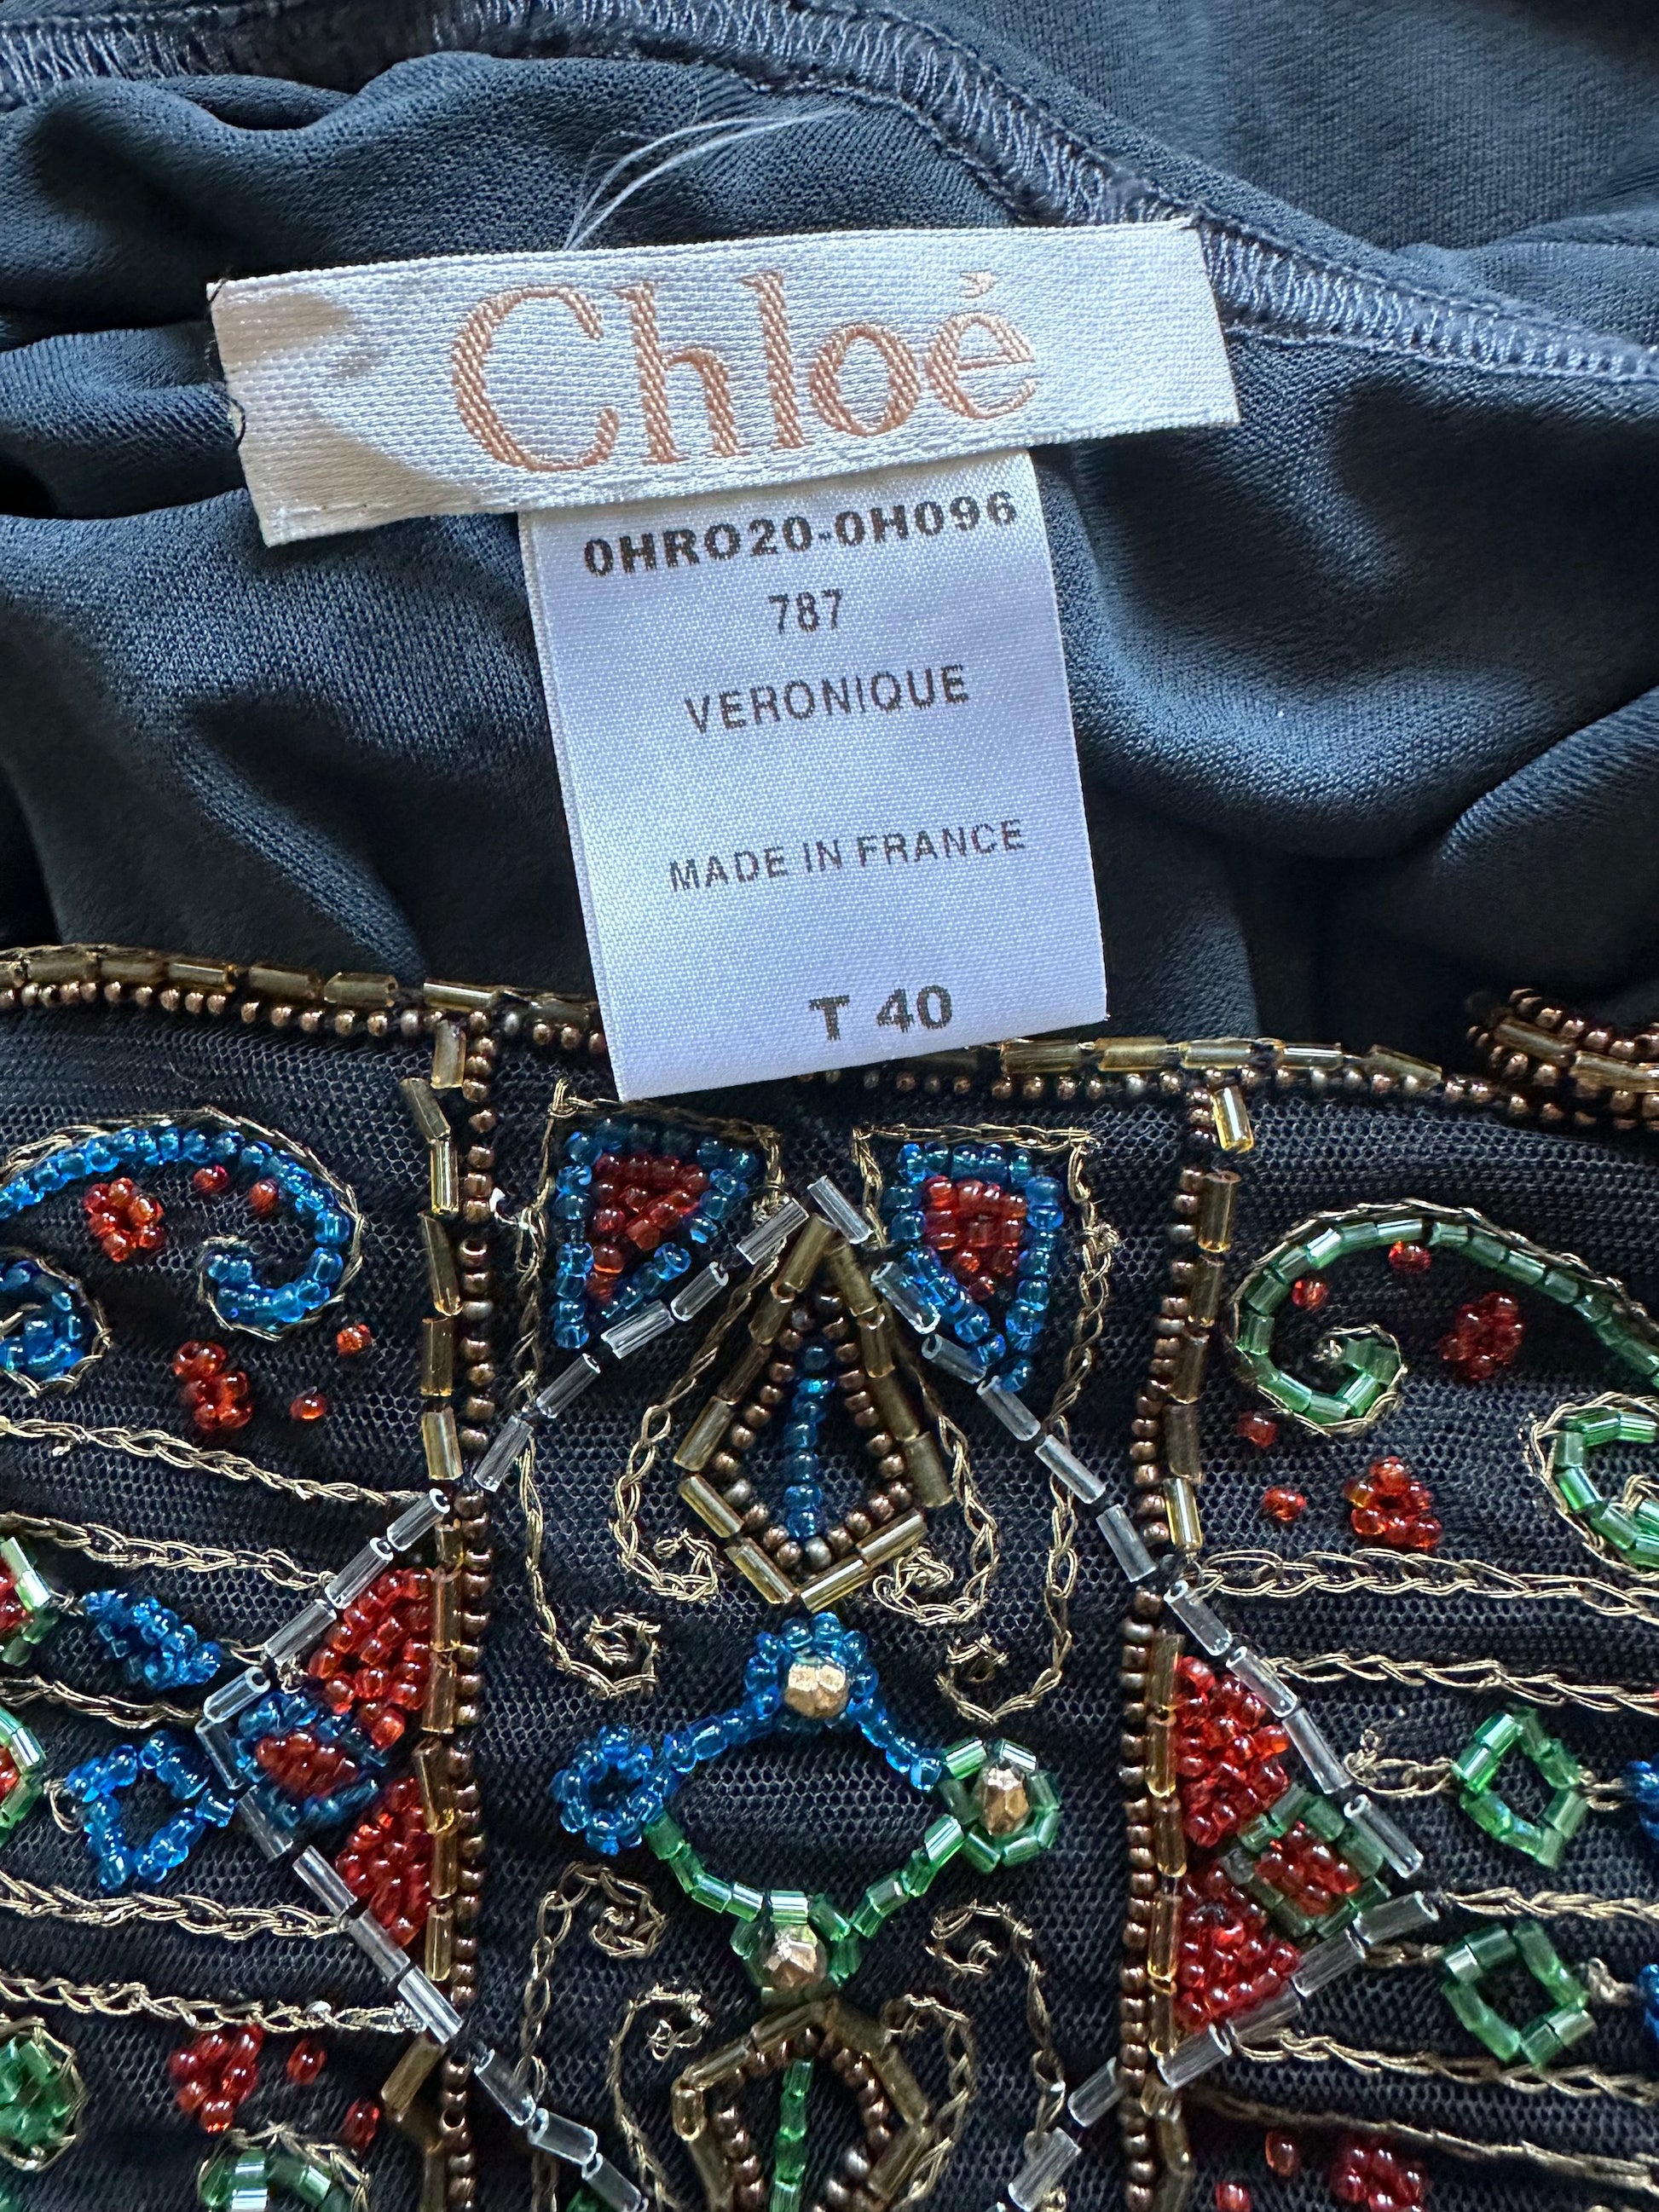 Chloé
0HRO20-0H096
787
VERONIQUE
MADE IN FRANCE
T 40